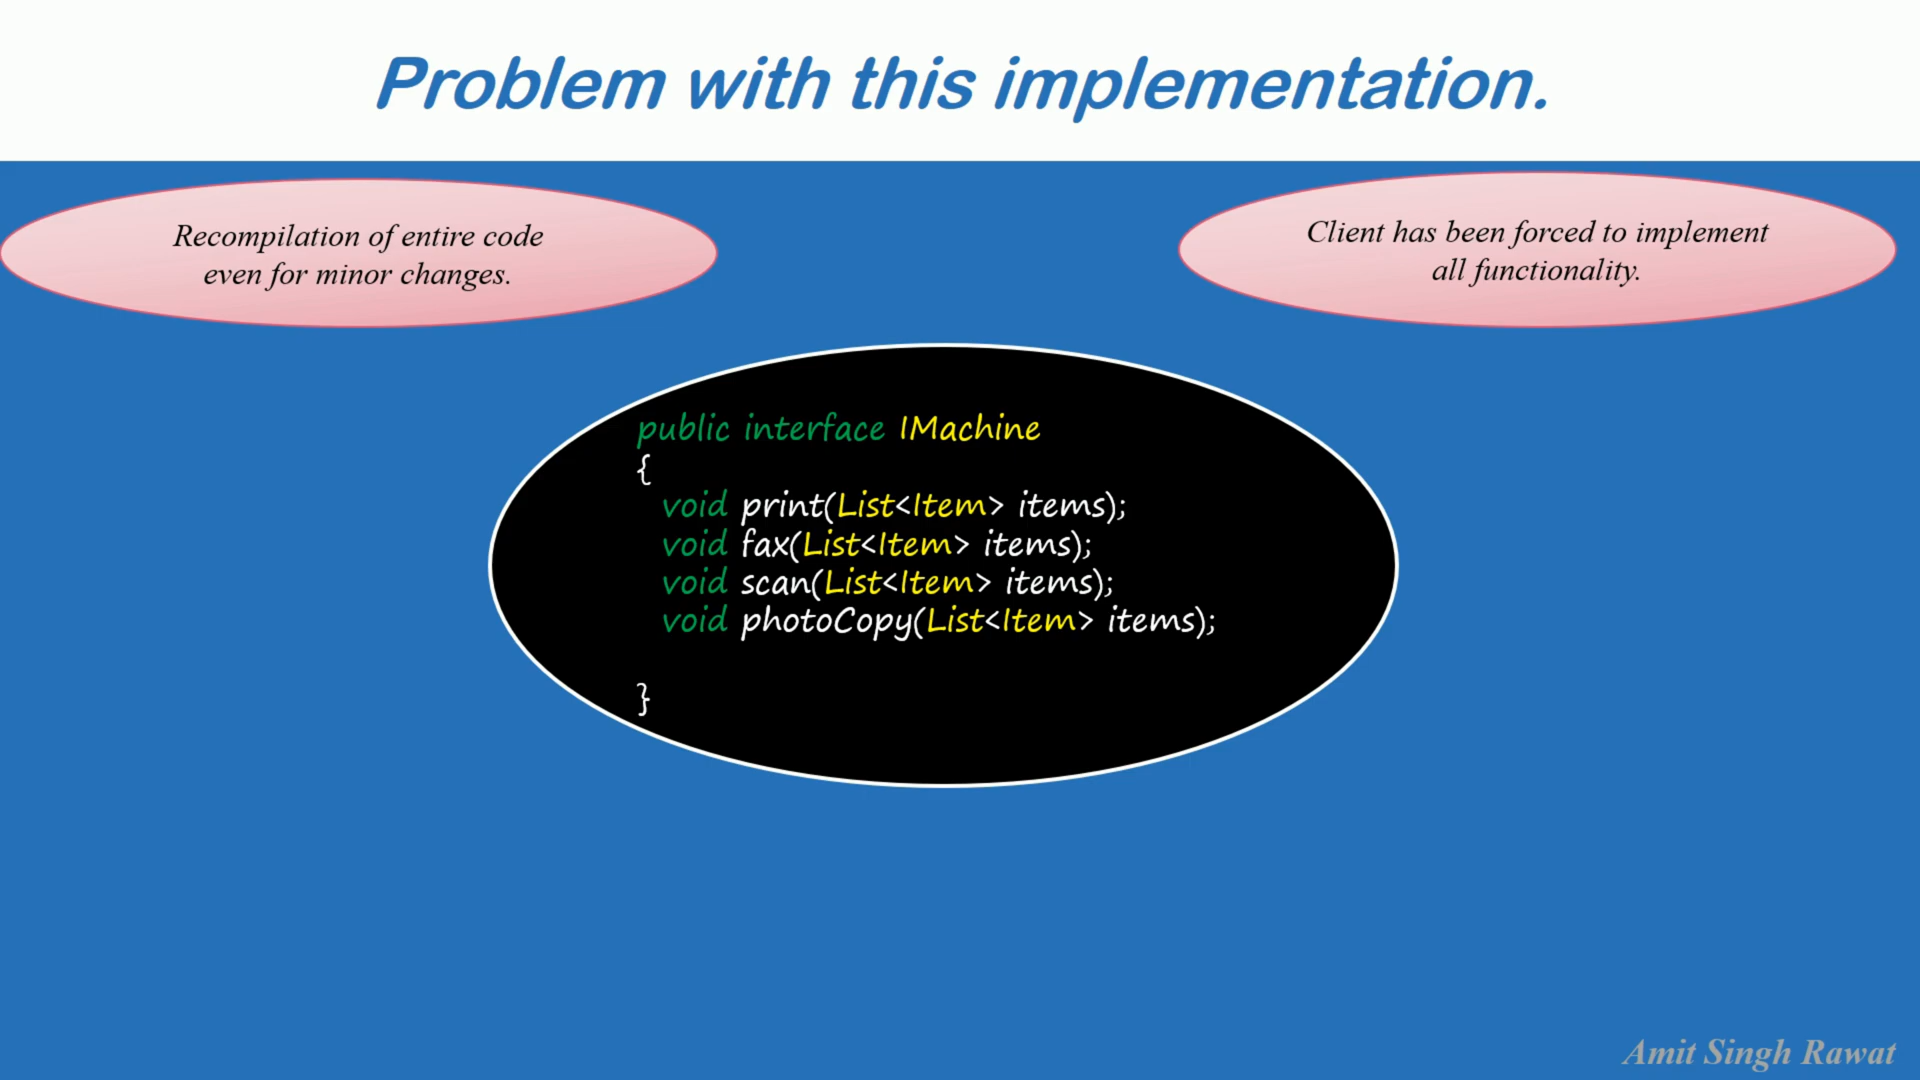 Problem with this implementation.
Recompilation of entire code
even for minor changes.
Client has been forced to implement
all functionality.
public interface IMachine
{
void print(List<Item> items);
void fax(List<Item> items);
void scan(List<Item> items);
void photoCopy(List<Item> items);
}
Amit Singh Rawat